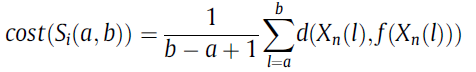 cost(S_i(a,b)) = \frac{1}{b-a+1} \sum_{l=a}^{b} d(X_n(l), f(X_n(l)))